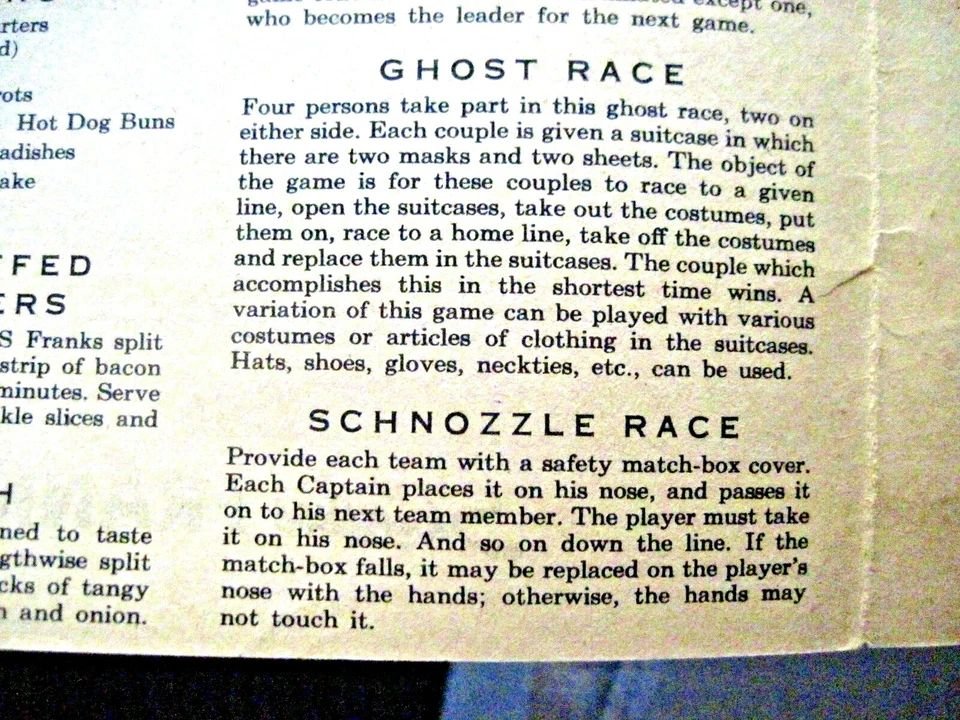 rters
d)
ots
Hot Dog Buns
adishes
ake
FFED
ERS
S Franks split
strip of bacon
minutes. Serve
kle slices and
H
ned to taste
gthwise split
cks of tangy
and onion.
except one,
who becomes the leader for the next game.
GHOST RACE
Four persons take part in this ghost race, two on
either side. Each couple is given a suitcase in which
there are two masks and two sheets. The object of
the game is for these couples to race to a given
line, open the suitcases, take out the costumes, put
them on, race to a home line, take off the costumes
and replace them in the suitcases. The couple which
accomplishes this in the shortest time wins. A
variation of this game can be played with various
costumes or articles of clothing in the suitcases.
Hats, shoes, gloves, neckties, etc., can be used.
SCHNOZZLE RACE
Provide each team with a safety match-box cover.
Each Captain places it on his nose, and passes it
on to his next team member. The player must take
it on his nose. And so on down the line. If the
match-box falls, it may be replaced on the player's
nose with the hands; otherwise, the hands may
not touch it.